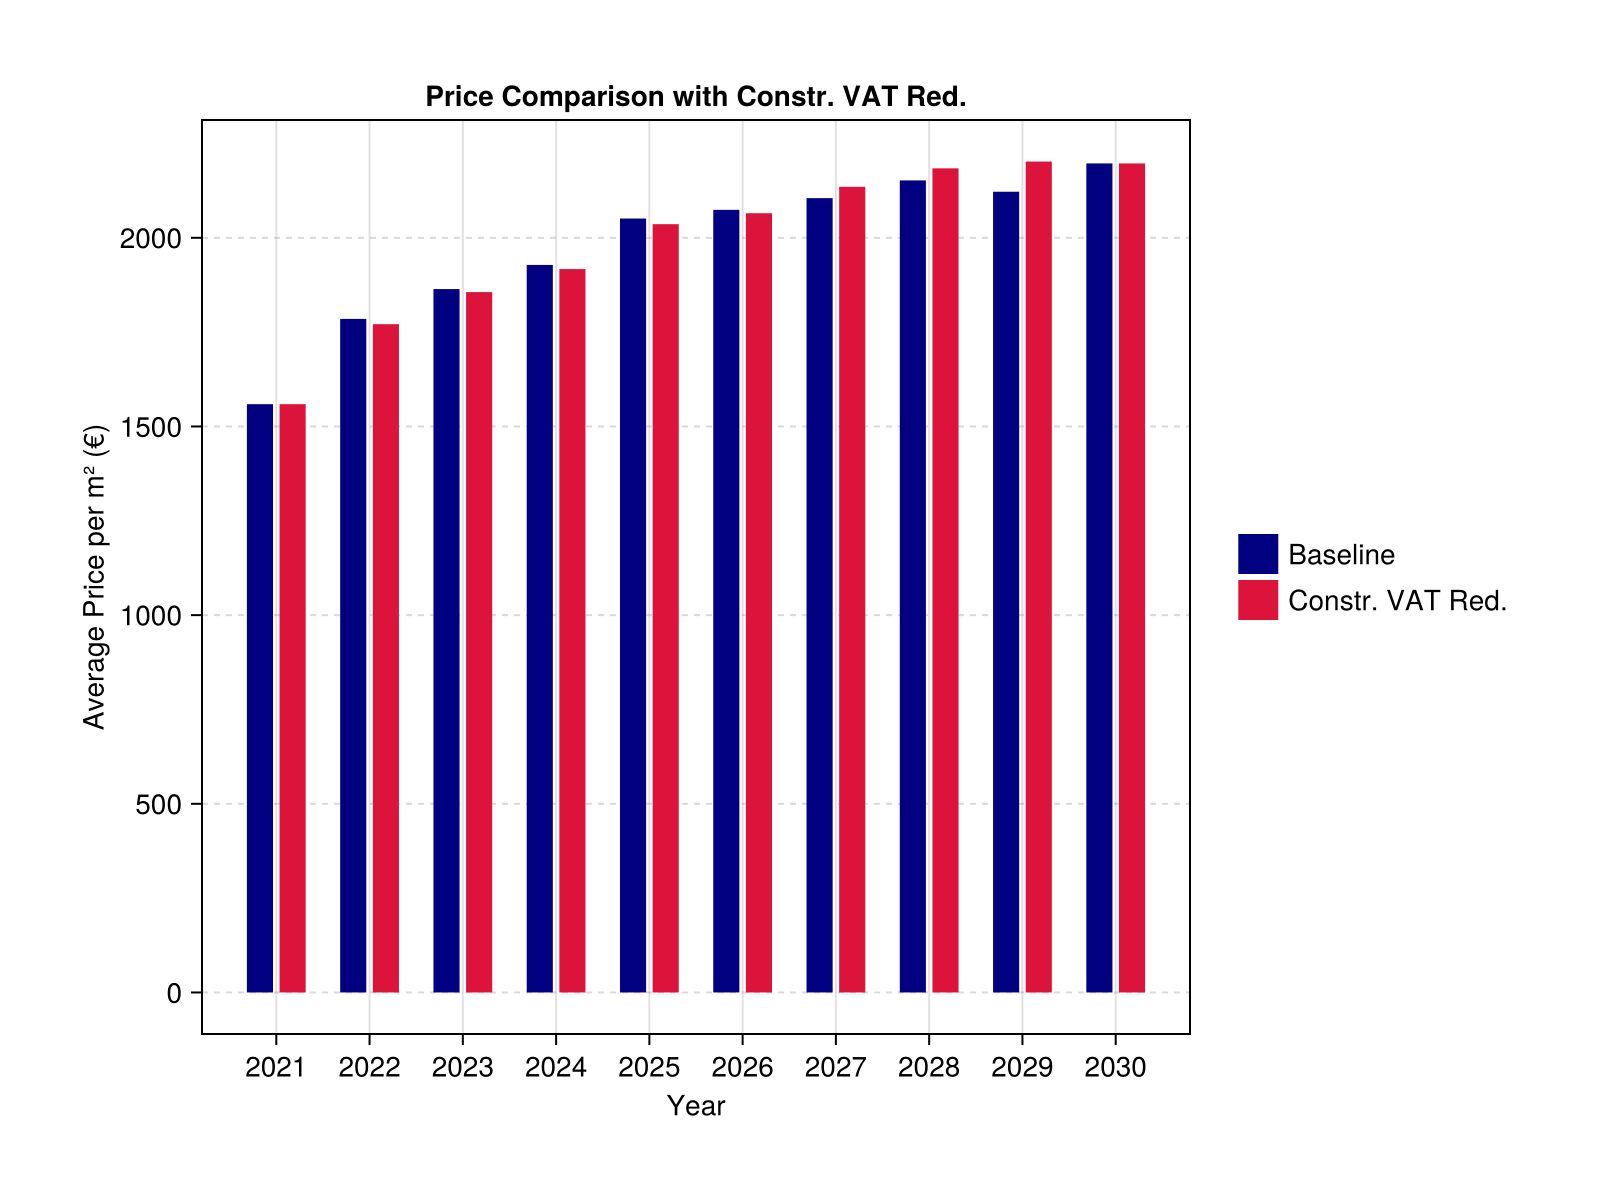 Price Comparison with Constr. VAT Red.
Average Price per m² (€)
2000
1500
1000
500
0
2021 2022 2023 2024 2025 2026 2027 2028 2029 2030
Year
Baseline
Constr. VAT Red.